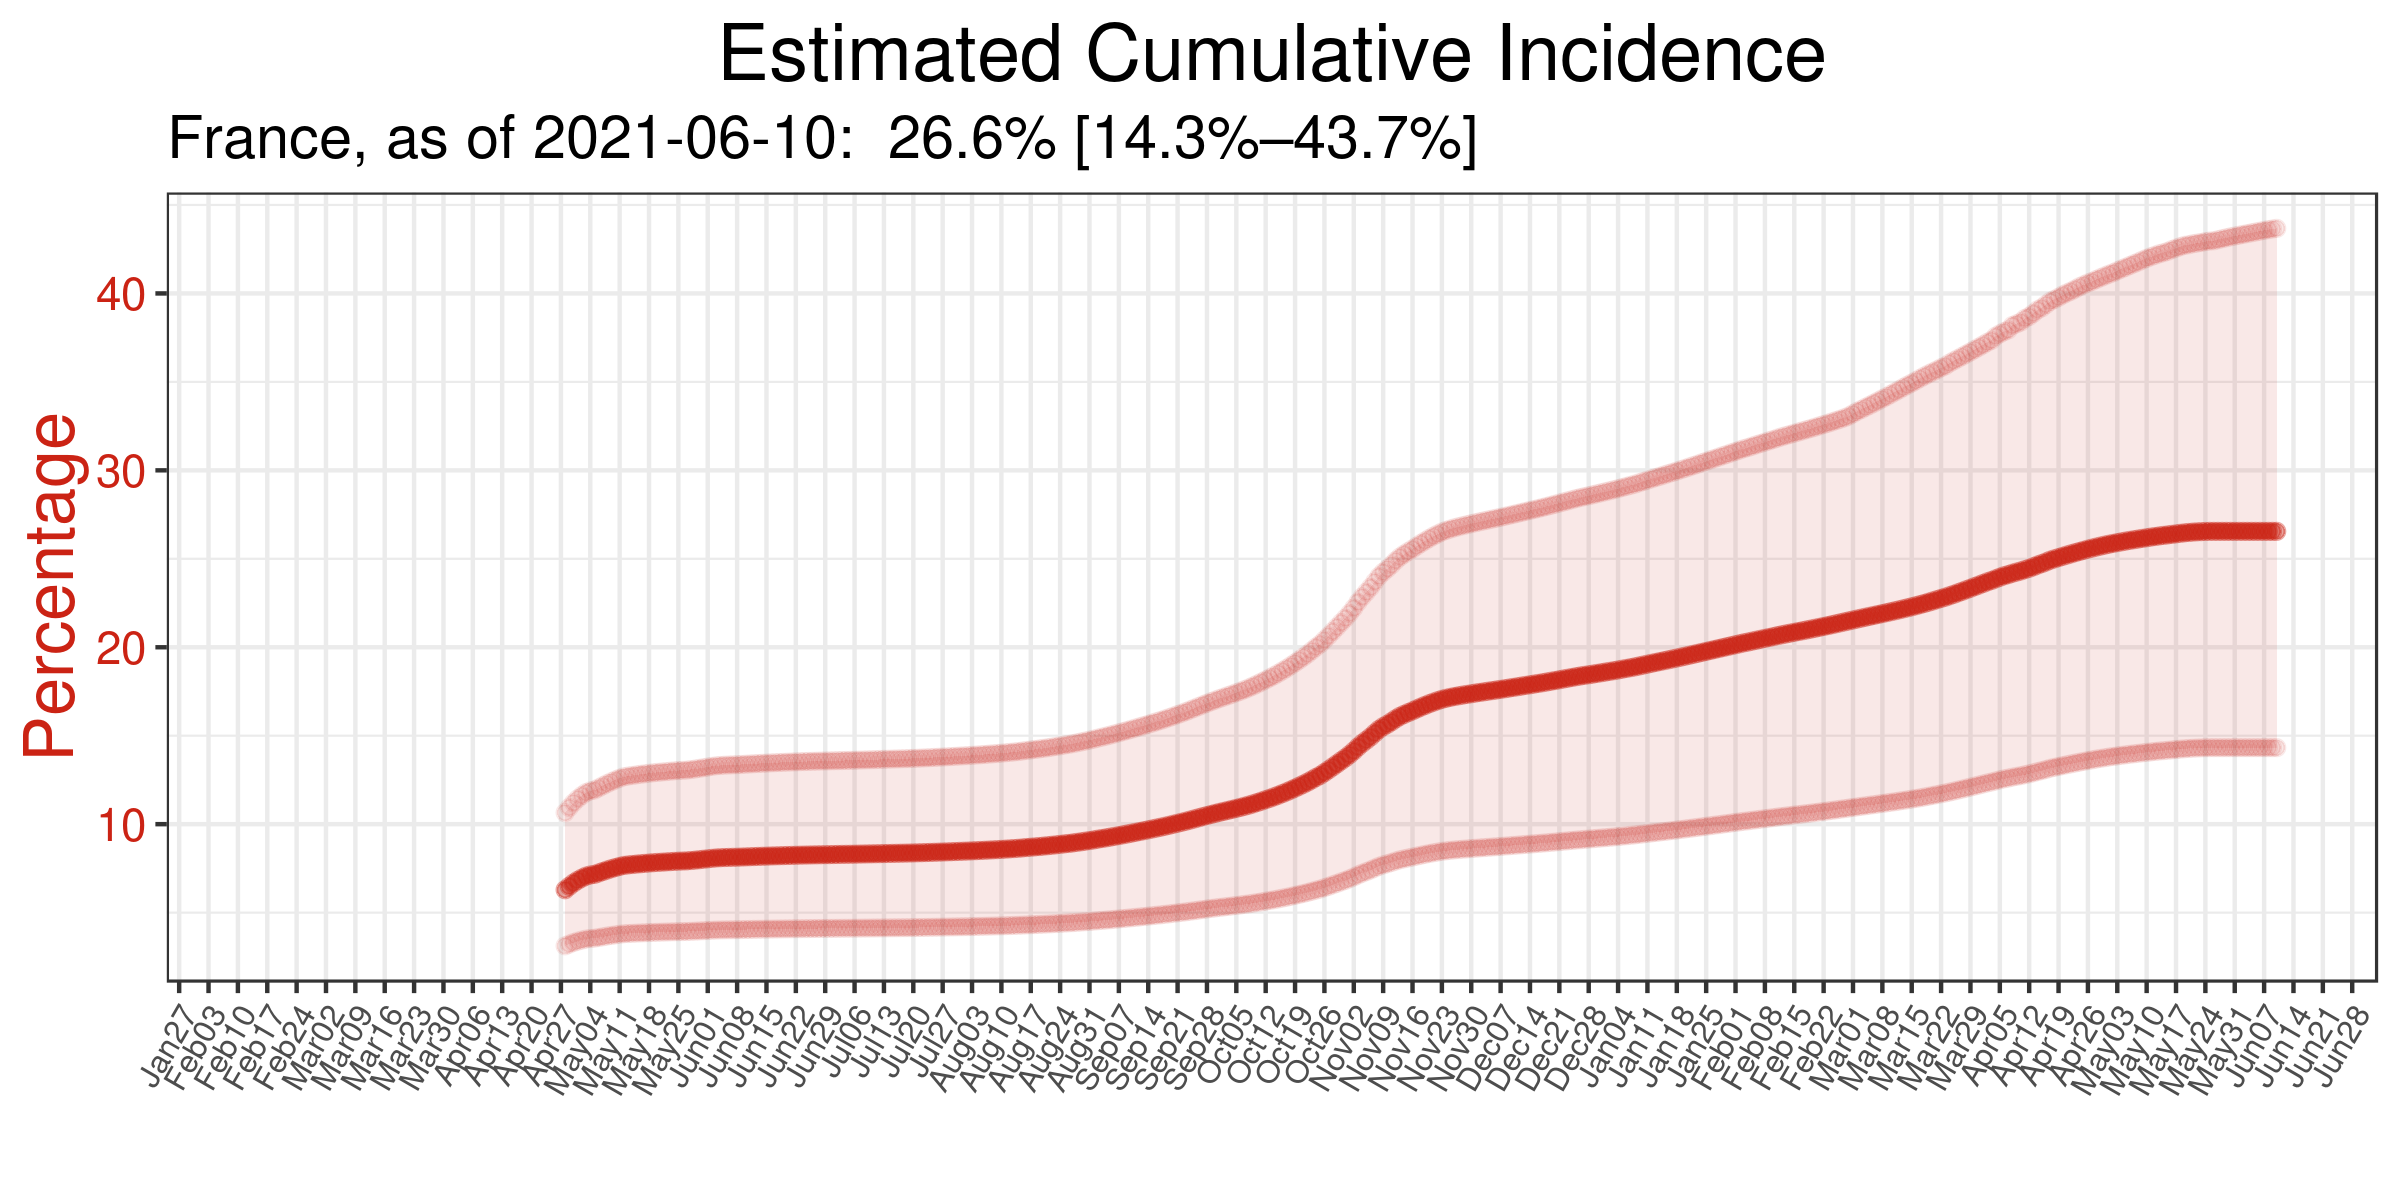 Estimated Cumulative Incidence
France, as of 2021-06-10: 26.6% [14.3%–43.7%]
Percentage
40
30
20
10
Jan27
Feb03
Feb10
Feb17
Feb24
Mar02
Mar09
Mar16
Mar23
Mar30
Apr06
Apr13
Apr20
Apr27
May04
May11
May18
May25
Jun01
Jun08
Jun15
Jun22
Jun29
Jul06
Jul13
Jul20
Jul27
Aug03
Aug10
Aug17
Aug24
Aug31
Sep07
Sep14
Sep21
Sep28
Oct05
Oct12
Oct19
Oct26
Nov02
Nov09
Nov16
Nov23
Nov30
Dec07
Dec14
Dec21
Dec28
Jan04
Jan11
Jan18
Jan25
Feb01
Feb08
Feb15
Feb22
Mar01
Mar08
Mar15
Mar22
Mar29
Apr05
Apr12
Apr19
Apr26
May03
May10
May17
May24
May31
Jun07
Jun14
Jun21
Jun28